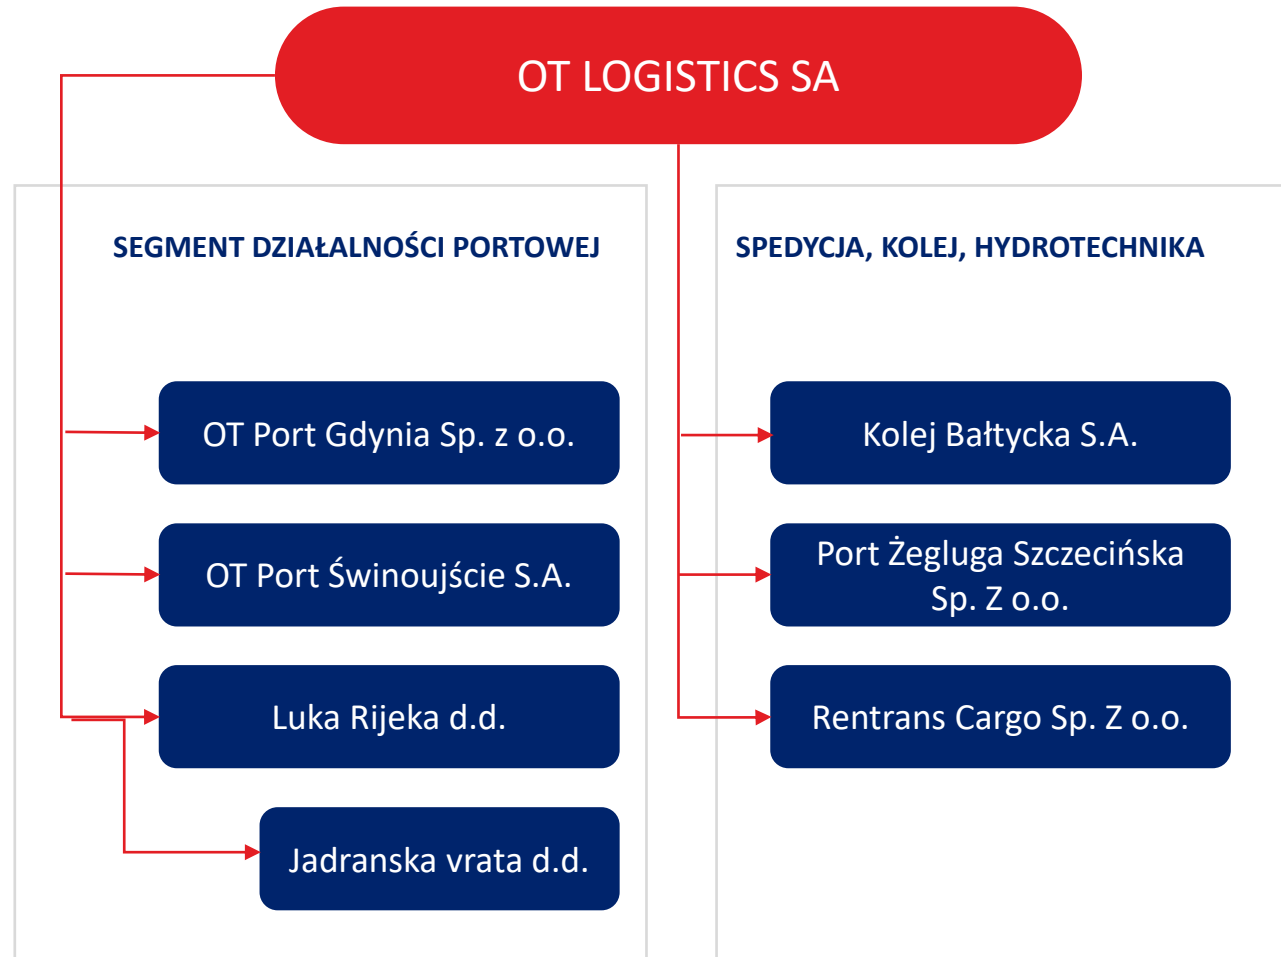 OT LOGISTICS SA
SEGMENT DZIAŁALNOŚCI PORTOWEJ
OT Port Gdynia Sp. z o.o.
OT Port Świnoujście S.A.
Luka Rijeka d.d.
Jadranska vrata d.d.
SPEDYCJA, KOLEJ, HYDROTECHNIKA
Kolej Bałtycka S.A.
Port Żegluga Szczecińska
Sp. Z o.o.
Rentrans Cargo Sp. Z o.o.